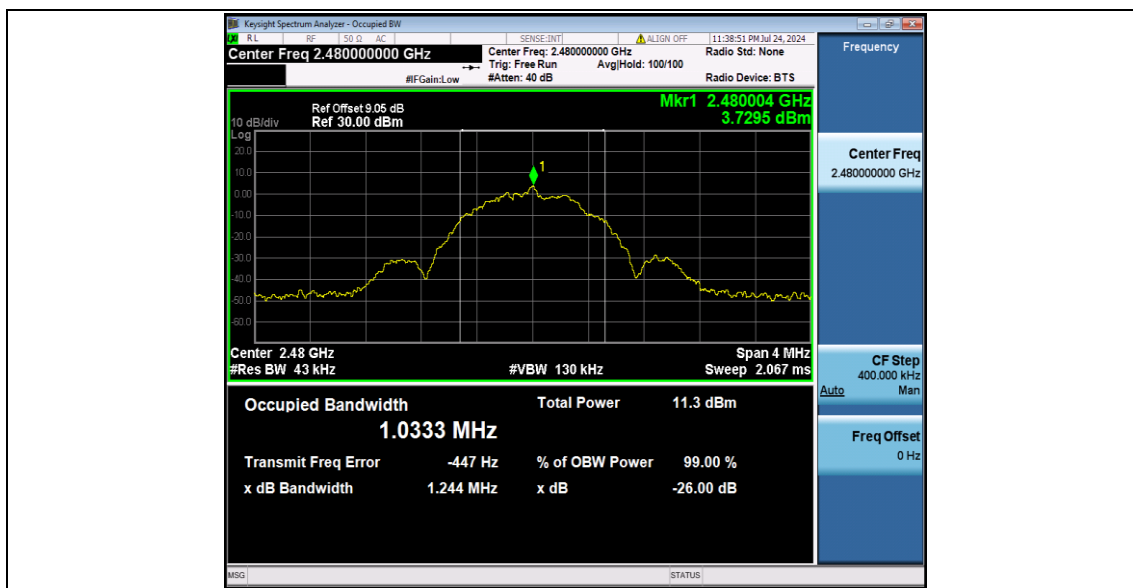 Keysight Spectrum Analyzer - Occupied BW
RL RF 50 Ω AC SENSE:INT ALIGN OFF 11:38:51 PM Jul 24, 2024
Center Freq 2.480000000 GHz
Center Freq: 2.480000000 GHz Radio Std: None
Trig: Free Run Avg|Hold: 100/100
#IFGain:Low #Atten: 40 dB Radio Device: BTS
Frequency
Mkr1 2.480004 GHz
3.7295 dBm
Ref Offset 9.05 dB
10 dB/div Ref 30.00 dBm
Log
20.0
10.0
0.00
-10.0
-20.0
-30.0
-40.0
-50.0
-60.0
1
Center Freq
2.480000000 GHz
Center 2.48 GHz Span 4 MHz
#Res BW 43 kHz #VBW 130 kHz Sweep 2.067 ms
CF Step
400.000 kHz
Auto Man
Occupied Bandwidth Total Power 11.3 dBm
1.0333 MHz
Transmit Freq Error -447 Hz % of OBW Power 99.00 %
x dB Bandwidth 1.244 MHz x dB -26.00 dB
Freq Offset
0 Hz
MSG STATUS